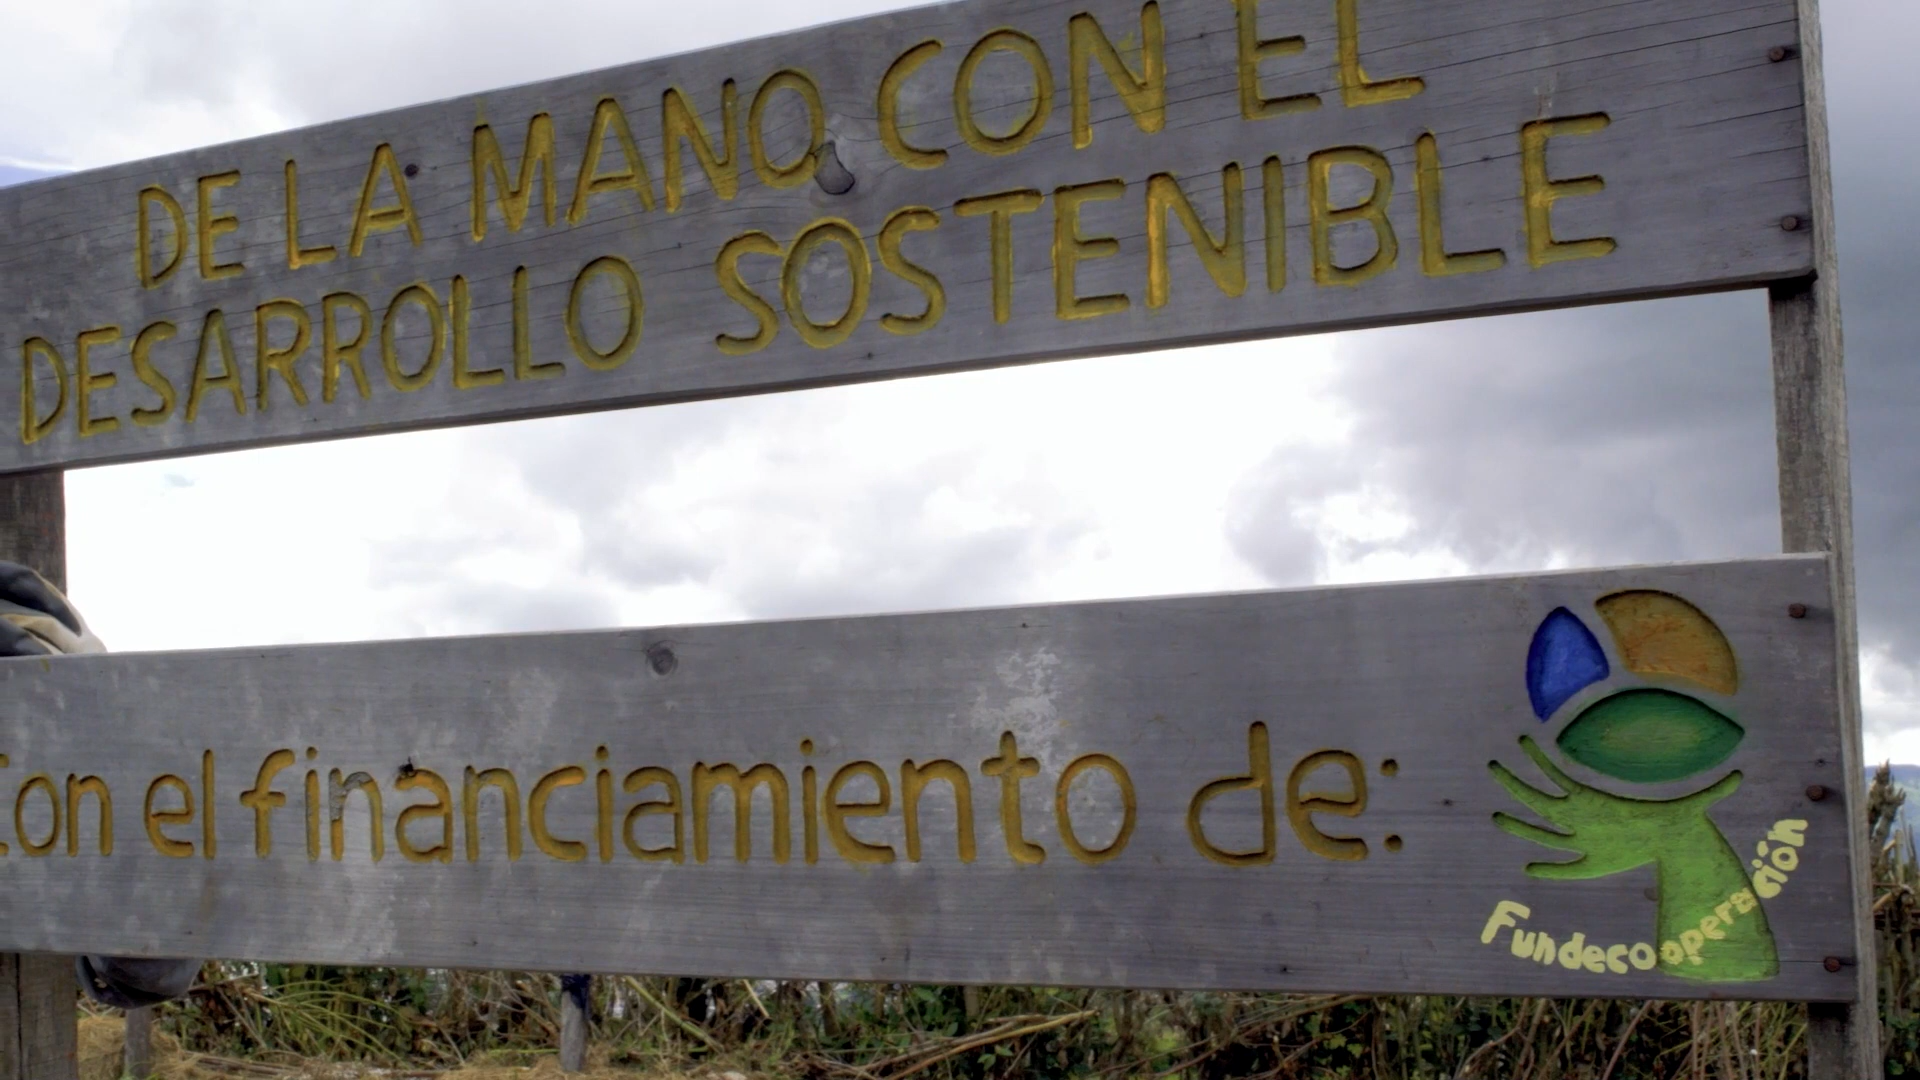 DE LA MANO CON EL
DESARROLLO SOSTENIBLE
Con el financiamiento de:
Fundecooperación